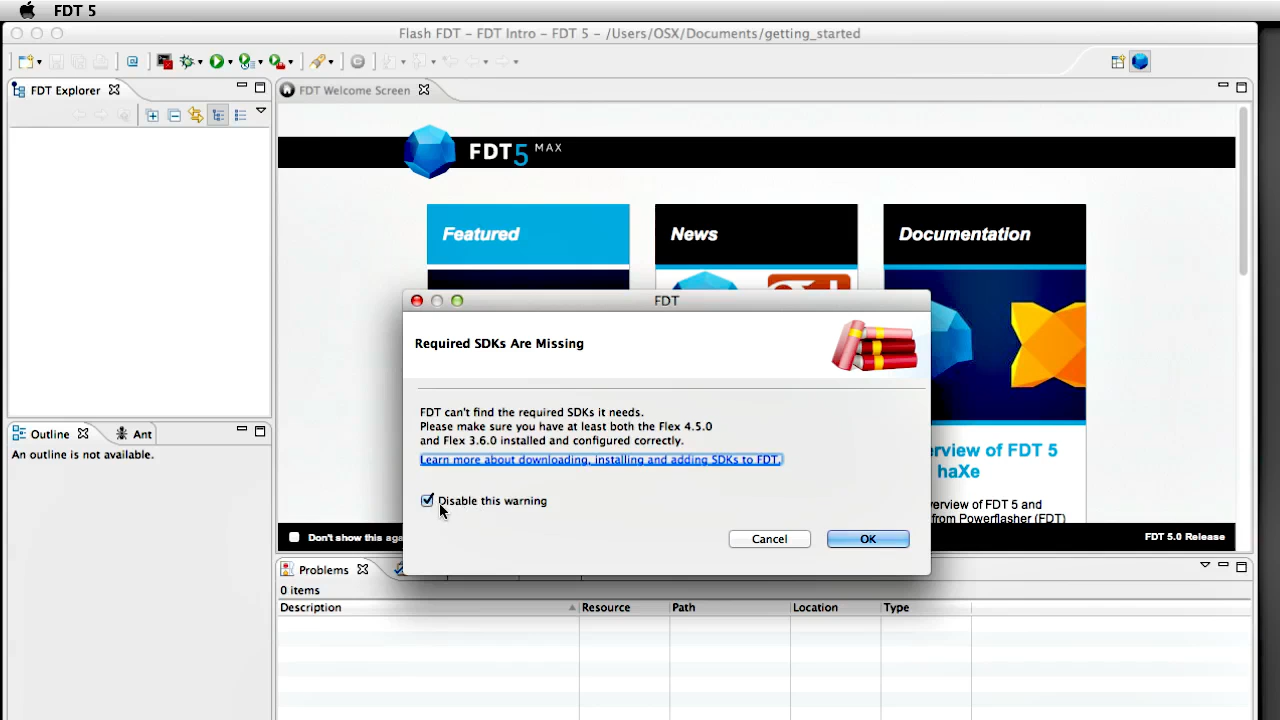 FDT 5
Flash FDT – FDT Intro – FDT 5 – /Users/OSX/Documents/getting_started
FDT Explorer
FDT Welcome Screen
FDT 5 MAX
Featured
News
Documentation
FDT
Required SDKs Are Missing
FDT can't find the required SDKs it needs.
Please make sure you have at least both the Flex 4.5.0
and Flex 3.6.0 installed and configured correctly.
Learn more about downloading, installing and adding SDKs to FDT.
Disable this warning
Cancel
OK
Outline
Ant
An outline is not available.
rview of FDT 5
haXe
verview of FDT 5 and
from Powerflasher (FDT)
Don't show this aga
FDT 5.0 Release
Problems
0 items
Description
Resource
Path
Location
Type